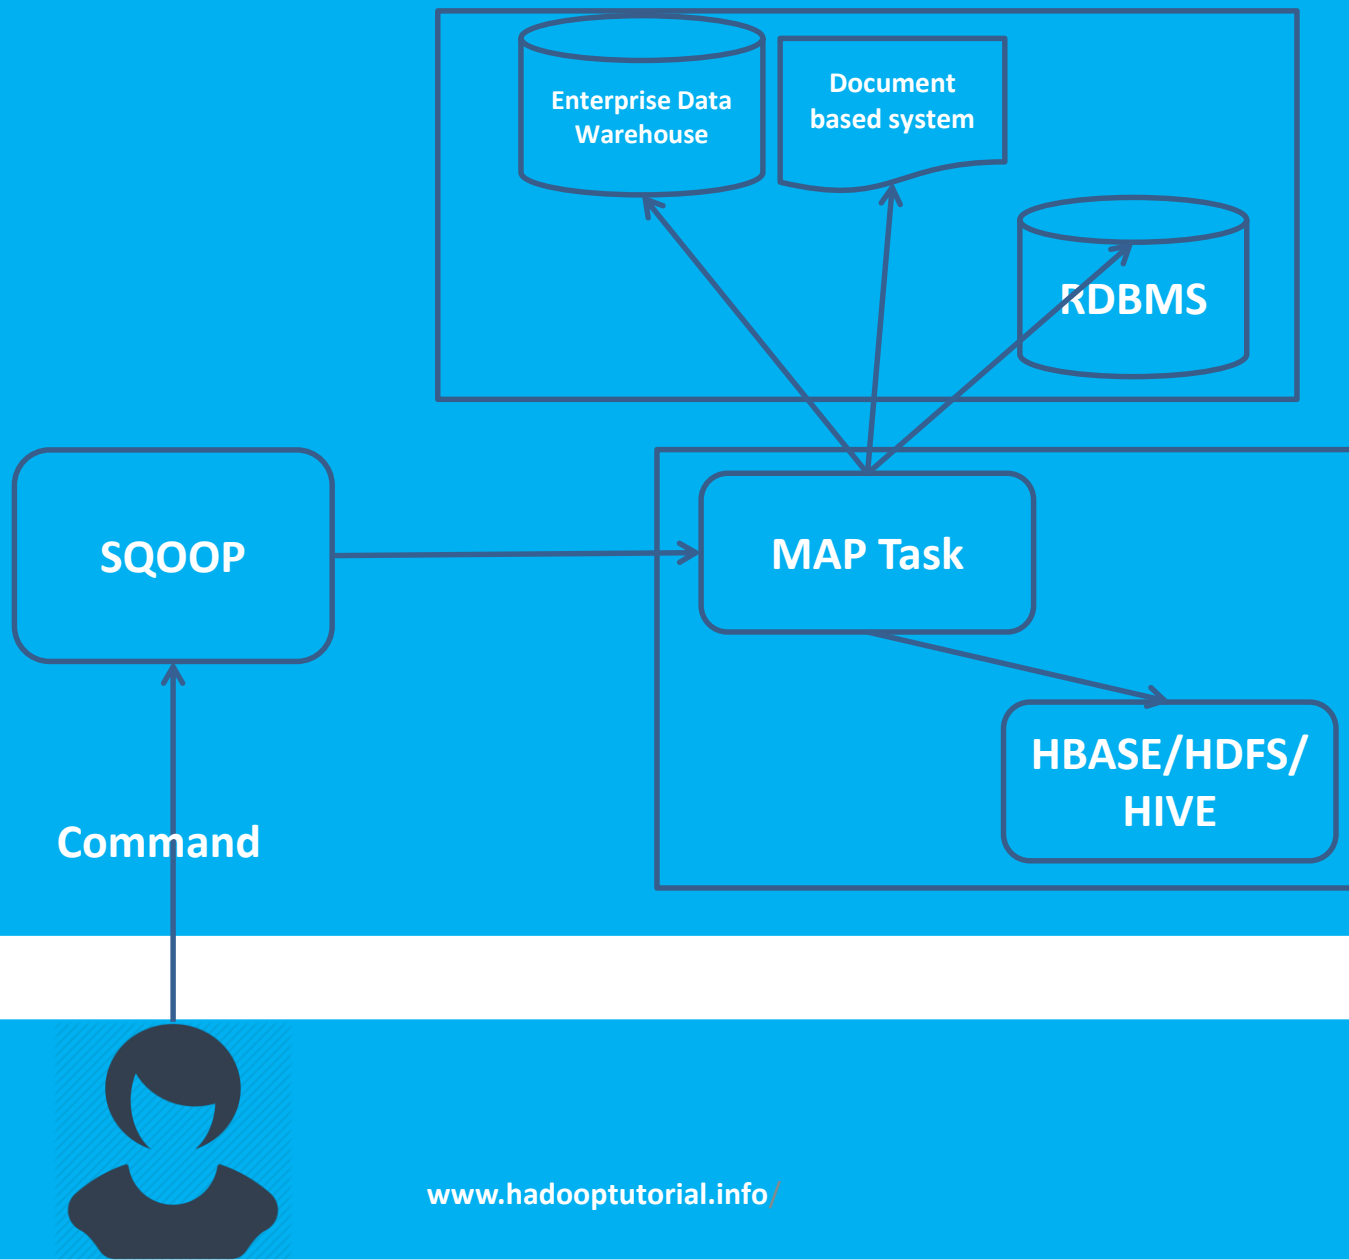 Enterprise Data
Warehouse
Document
based system
RDBMS
SQOOP
MAP Task
HBASE/HDFS/
HIVE
Command
www.hadooptutorial.info/